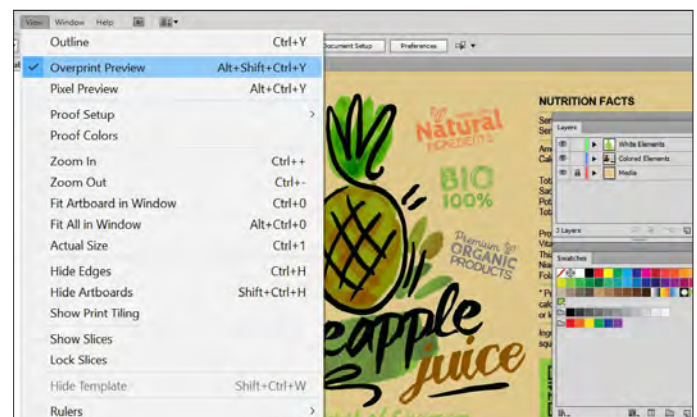 View Window Help
Document Setup Preferences
Outline Ctrl+Y
Overprint Preview Alt+Shift+Ctrl+Y
Pixel Preview Alt+Ctrl+Y
Proof Setup
Proof Colors
Zoom In Ctrl++
Zoom Out Ctrl+-
Fit Artboard in Window Ctrl+0
Fit All in Window Alt+Ctrl+0
Actual Size Ctrl+1
Hide Edges Ctrl+H
Hide Artboards Shift+Ctrl+H
Show Print Tiling
Show Slices
Lock Slices
Hide Template Shift+Ctrl+W
Rulers
Natural
INGREDIENTS
BIO
100%
Premium &
ORGANIC
PRODUCTS
eapple
juice
NUTRITION FACTS
Layers
White Elements
Colored Elements
Media
3 Layers
Swatches